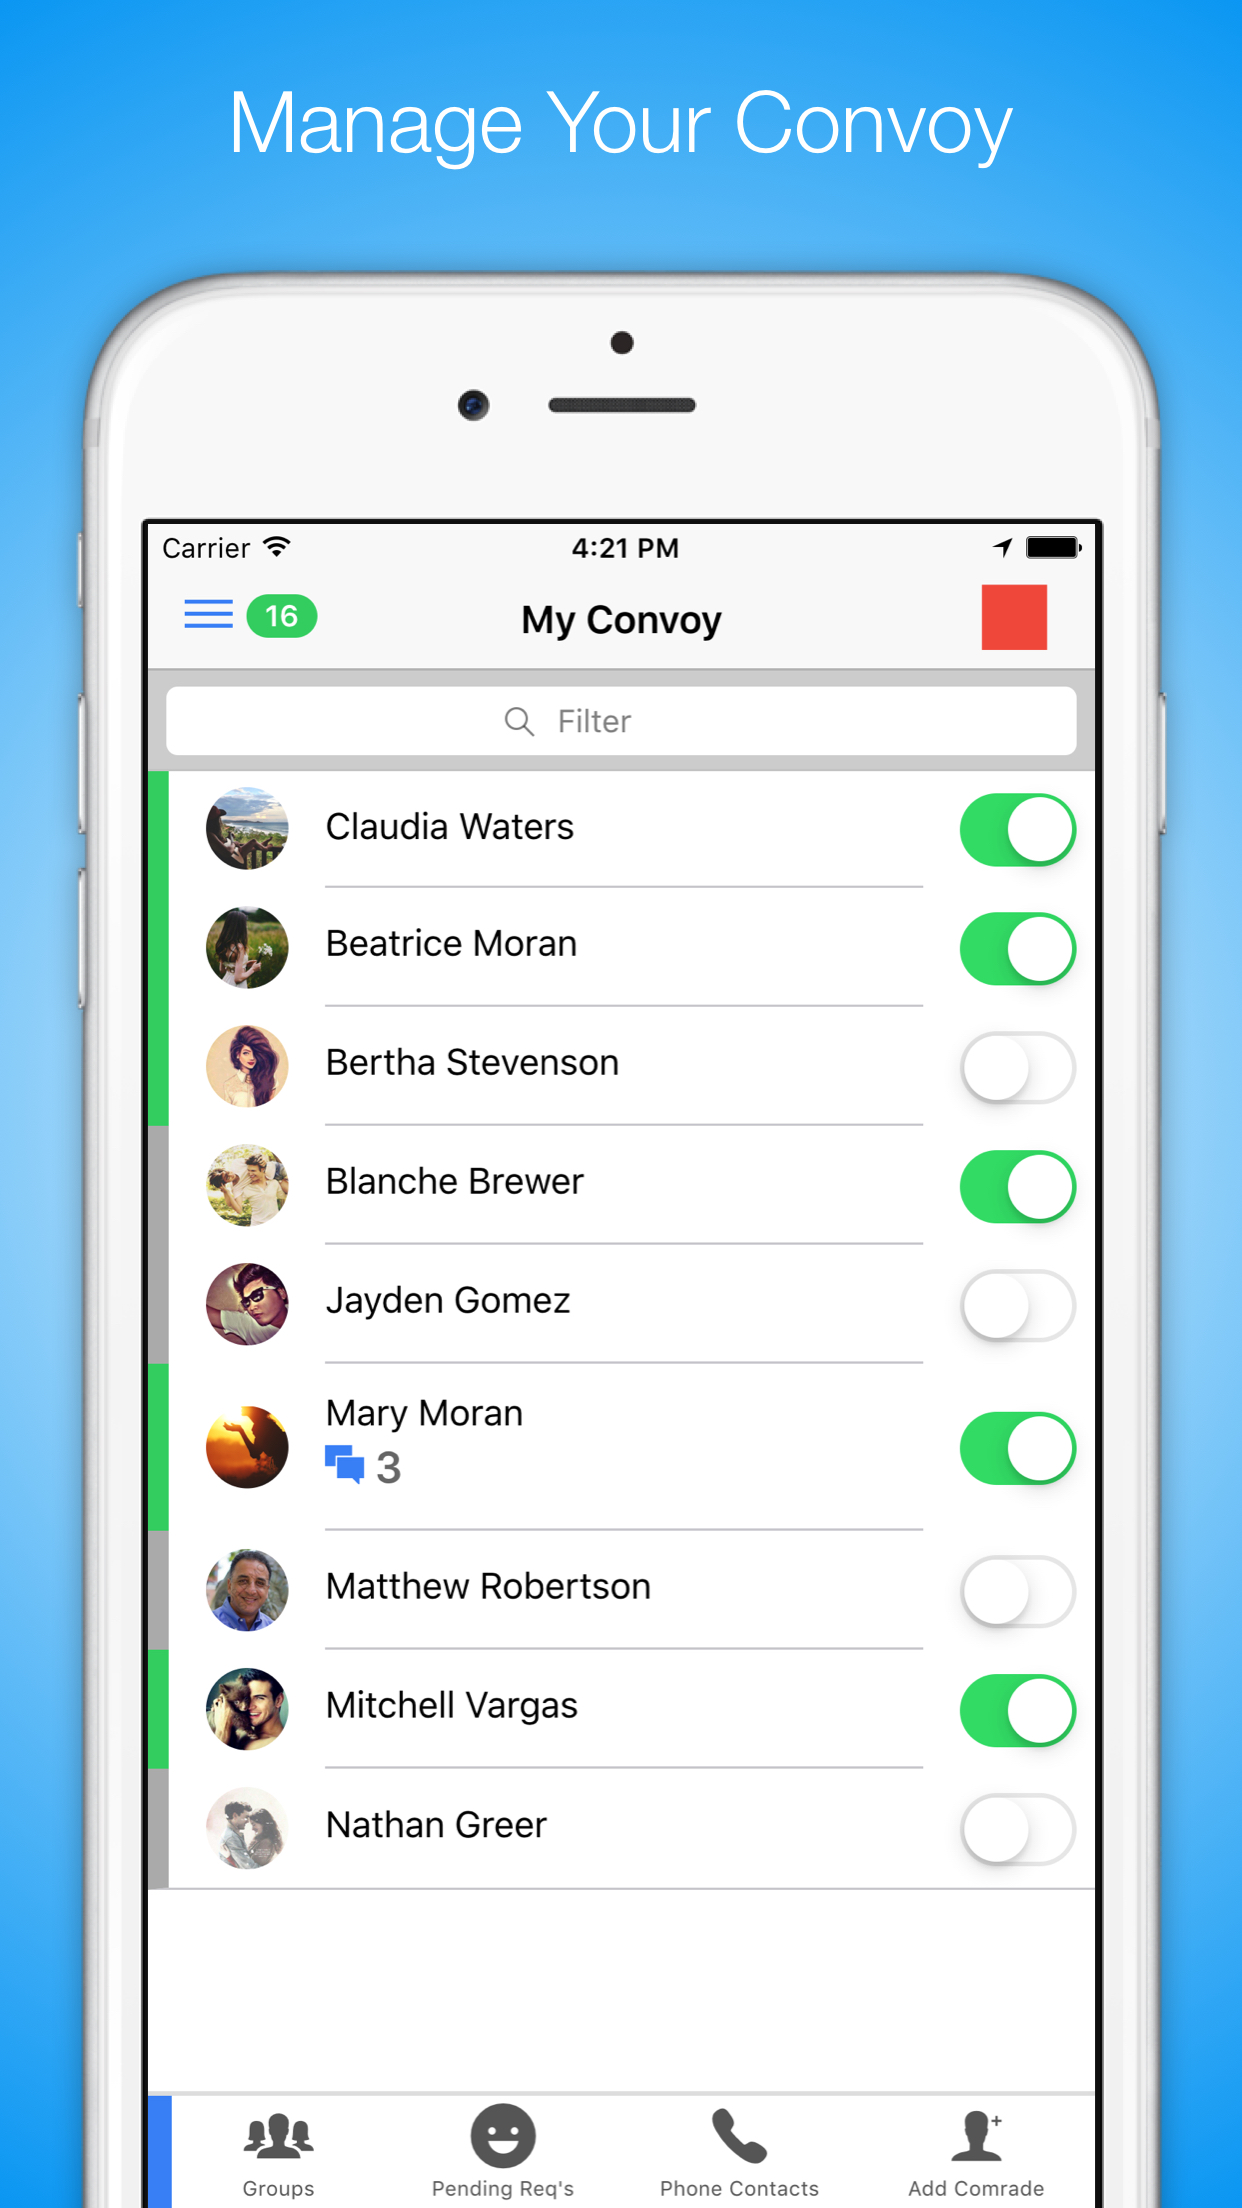 Manage Your Convoy
Carrier
4:21 PM
16
My Convoy
Filter
Claudia Waters
Beatrice Moran
Bertha Stevenson
Blanche Brewer
Jayden Gomez
Mary Moran
3
Matthew Robertson
Mitchell Vargas
Nathan Greer
Groups
Pending Req's
Phone Contacts
Add Comrade